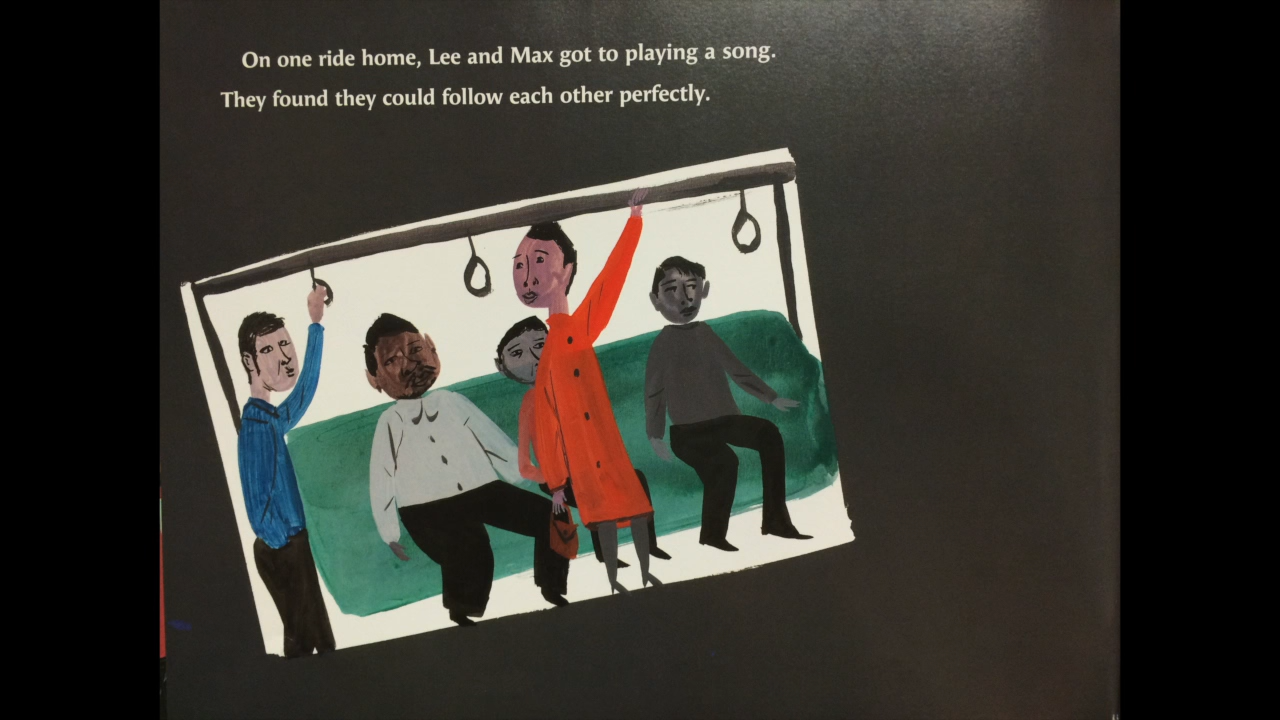 On one ride home, Lee and Max got to playing a song.
They found they could follow each other perfectly.